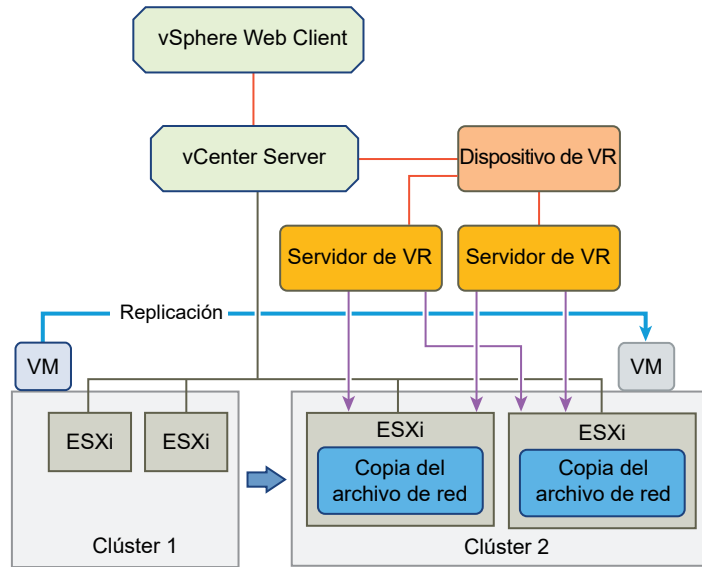 vSphere Web Client
vCenter Server
Dispositivo de VR
Servidor de VR
Servidor de VR
Replicación
VM
VM
ESXi
ESXi
ESXi
Copia del
archivo de red
ESXi
Copia del
archivo de red
Clúster 1
Clúster 2